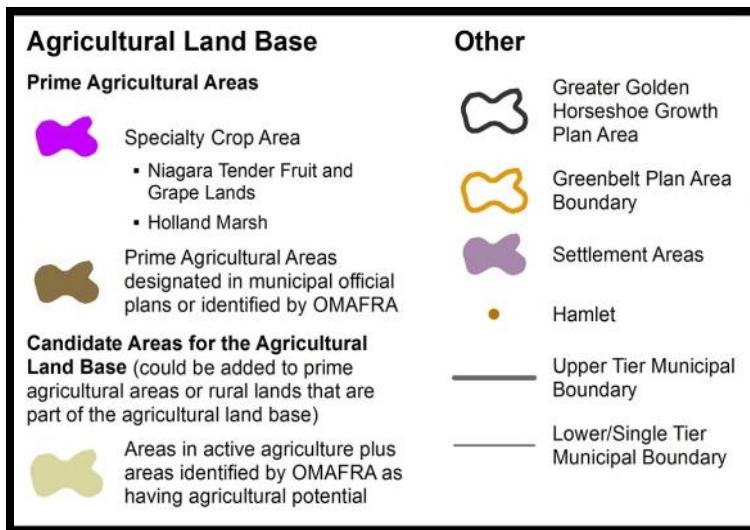 Agricultural Land Base
Prime Agricultural Areas
Specialty Crop Area
▪ Niagara Tender Fruit and
Grape Lands
▪ Holland Marsh
Prime Agricultural Areas
designated in municipal official
plans or identified by OMAFRA
Candidate Areas for the Agricultural
Land Base (could be added to prime
agricultural areas or rural lands that are
part of the agricultural land base)
Areas in active agriculture plus
areas identified by OMAFRA as
having agricultural potential
Other
Greater Golden
Horseshoe Growth
Plan Area
Greenbelt Plan Area
Boundary
Settlement Areas
Hamlet
Upper Tier Municipal
Boundary
Lower/Single Tier
Municipal Boundary